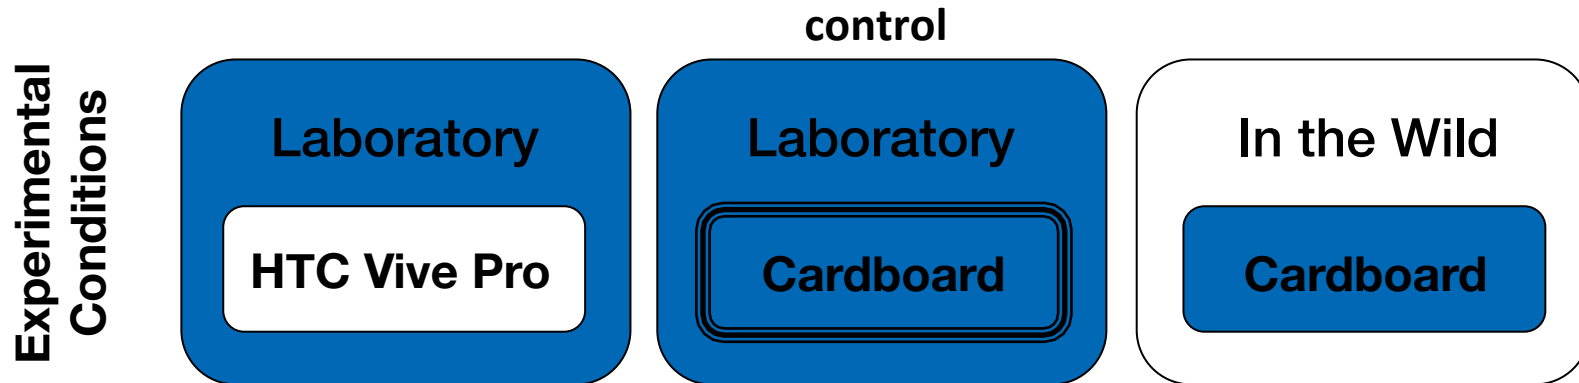 Experimental
Conditions
control
Laboratory
HTC Vive Pro
Laboratory
Cardboard
In the Wild
Cardboard